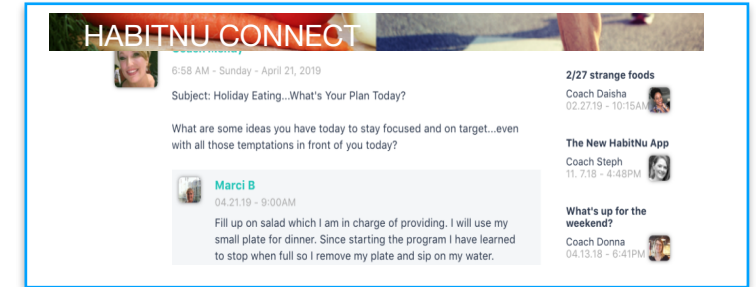 HABITNU CONNECT
6:58 AM - Sunday - April 21, 2019
Subject: Holiday Eating...What's Your Plan Today?
What are some ideas you have today to stay focused and on target...even
with all those temptations in front of you today?
Marci B
04.21.19 - 9:00AM
Fill up on salad which I am in charge of providing. I will use my
small plate for dinner. Since starting the program I have learned
to stop when full so I remove my plate and sip on my water.
2/27 strange foods
Coach Daisha
02.27.19 - 10:15AM
The New HabitNu App
Coach Steph
11. 7.18 - 4:48PM
What's up for the
weekend?
Coach Donna
04.13.18 - 6:41PM